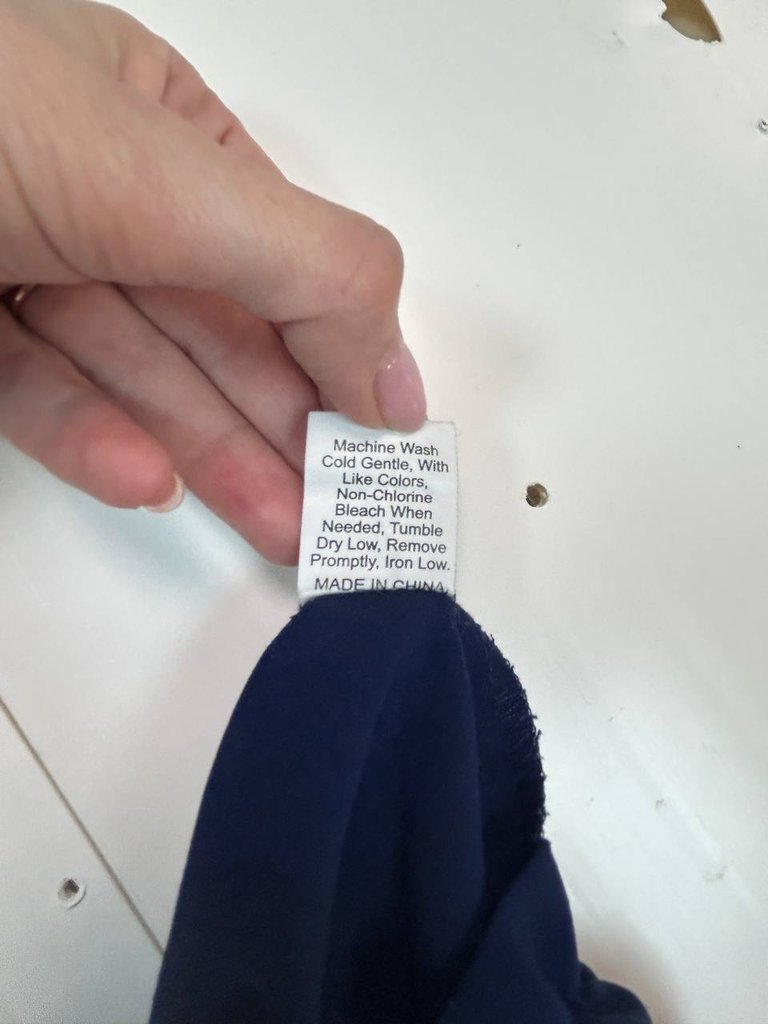 Machine Wash
Cold Gentle, With
Like Colors,
Non-Chlorine
Bleach When
Needed, Tumble
Dry Low, Remove
Promptly, Iron Low.
MADE IN CHINA